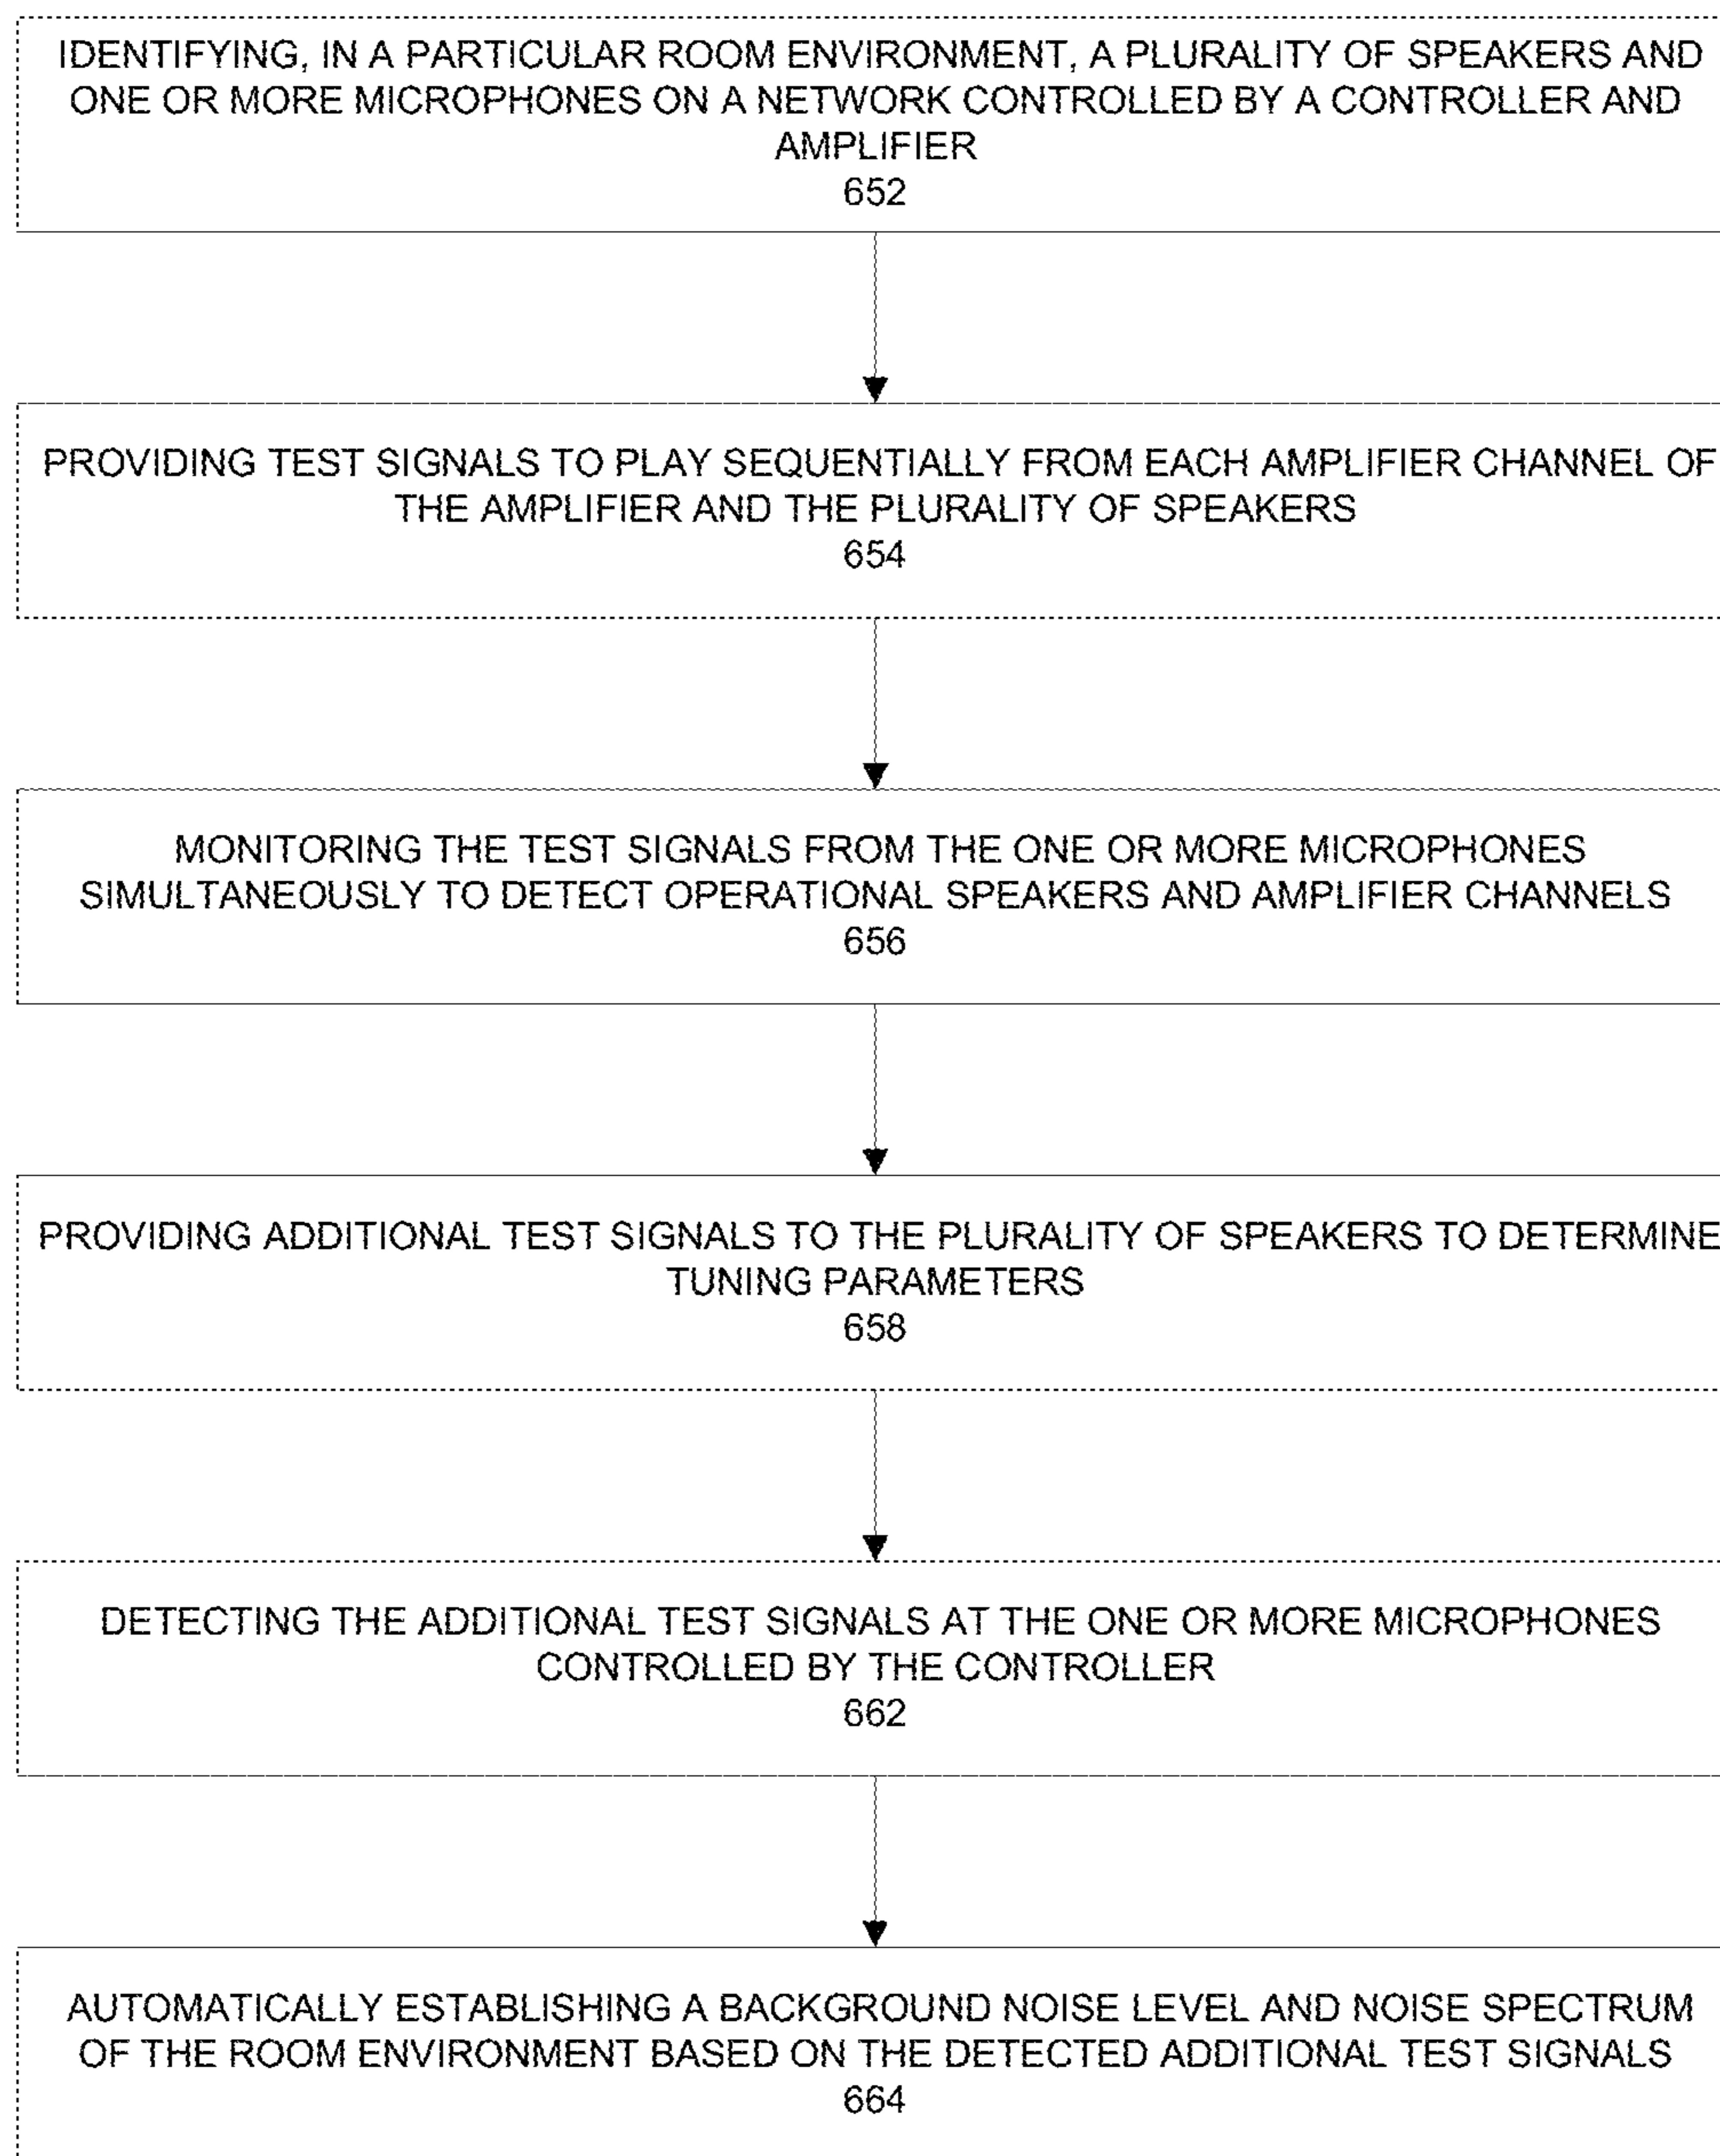 IDENTIFYING, IN A PARTICULAR ROOM ENVIRONMENT, A PLURALITY OF SPEAKERS AND
ONE OR MORE MICROPHONES ON A NETWORK CONTROLLED BY A CONTROLLER AND
AMPLIFIER
652
PROVIDING TEST SIGNALS TO PLAY SEQUENTIALLY FROM EACH AMPLIFIER CHANNEL OF
THE AMPLIFIER AND THE PLURALITY OF SPEAKERS
654
MONITORING THE TEST SIGNALS FROM THE ONE OR MORE MICROPHONES
SIMULTANEOUSLY TO DETECT OPERATIONAL SPEAKERS AND AMPLIFIER CHANNELS
656
PROVIDING ADDITIONAL TEST SIGNALS TO THE PLURALITY OF SPEAKERS TO DETERMINE
TUNING PARAMETERS
658
DETECTING THE ADDITIONAL TEST SIGNALS AT THE ONE OR MORE MICROPHONES
CONTROLLED BY THE CONTROLLER
662
AUTOMATICALLY ESTABLISHING A BACKGROUND NOISE LEVEL AND NOISE SPECTRUM
OF THE ROOM ENVIRONMENT BASED ON THE DETECTED ADDITIONAL TEST SIGNALS
664